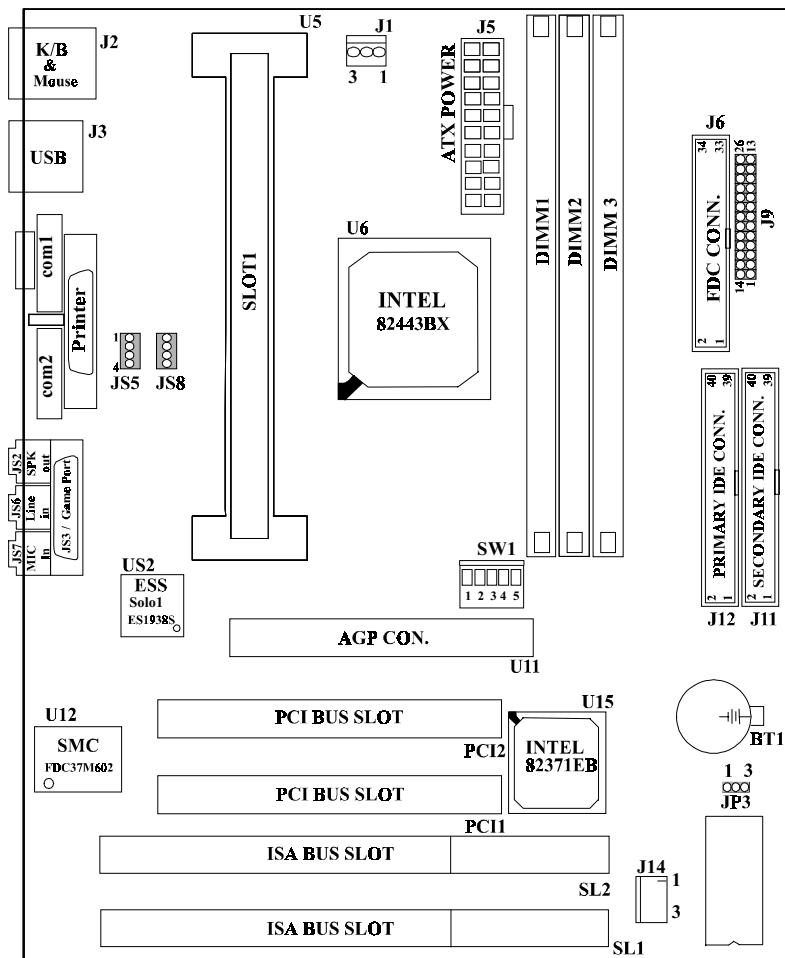 U5
J1
J5
J2
K/B
&
Mouse
3 1
ATX POWER
J3
USB
J6
34 33
26 13
FDC CONN.
J9
14 1
2 1
U6
INTEL
82443BX
DIMM1
DIMM2
DIMM 3
SLOT1
com1
Printer
com2
1
4
JS5
JS8
JS2
SPK
out
JS6
Line
in
JS7
MIC
In
JS3 / Game Port
40 39
PRIMARY IDE CONN.
2 1
J12
40 39
SECONDARY IDE CONN.
2 1
J11
US2
ESS
Solo1
ES1938S
SW1
1 2 3 4 5
AGP CON.
U11
U12
SMC
FDC37M602
PCI BUS SLOT
PCI2
U15
INTEL
82371EB
BT1
PCI BUS SLOT
PCI1
1 3
JP3
ISA BUS SLOT
SL2
J14
1
3
ISA BUS SLOT
SL1